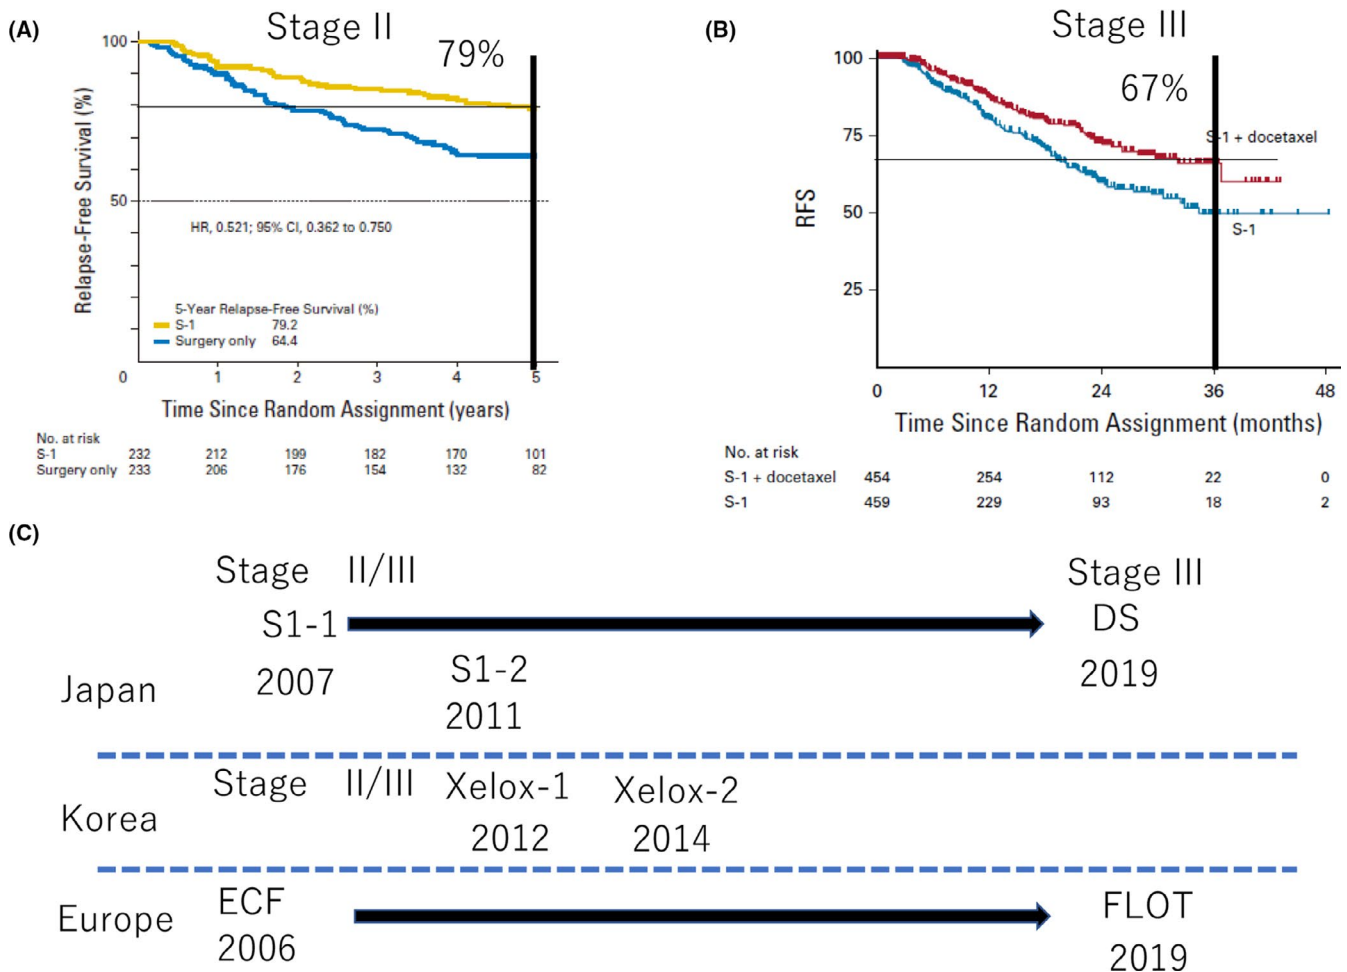 (A)
Stage II
79%
Relapse-Free Survival (%)
100
50
HR, 0.521; 95% CI, 0.362 to 0.750
5-Year Relapse-Free Survival (%)
S-1 79.2
Surgery only 64.4
0 1 2 3 4 5
Time Since Random Assignment (years)
No. at risk
S-1 232 212 199 182 170 101
Surgery only 233 206 176 154 132 82
(B)
Stage III
67%
RFS
100
75
50
25
S-1 + docetaxel
S-1
0 12 24 36 48
Time Since Random Assignment (months)
No. at risk
S-1 + docetaxel 454 254 112 22 0
S-1 459 229 93 18 2
(C)
Stage II/III
Stage III
S1-1
DS
2007
S1-2
2019
Japan
2011
Stage II/III Xelox-1 Xelox-2
Korea
2012 2014
ECF
FLOT
Europe
2006
2019